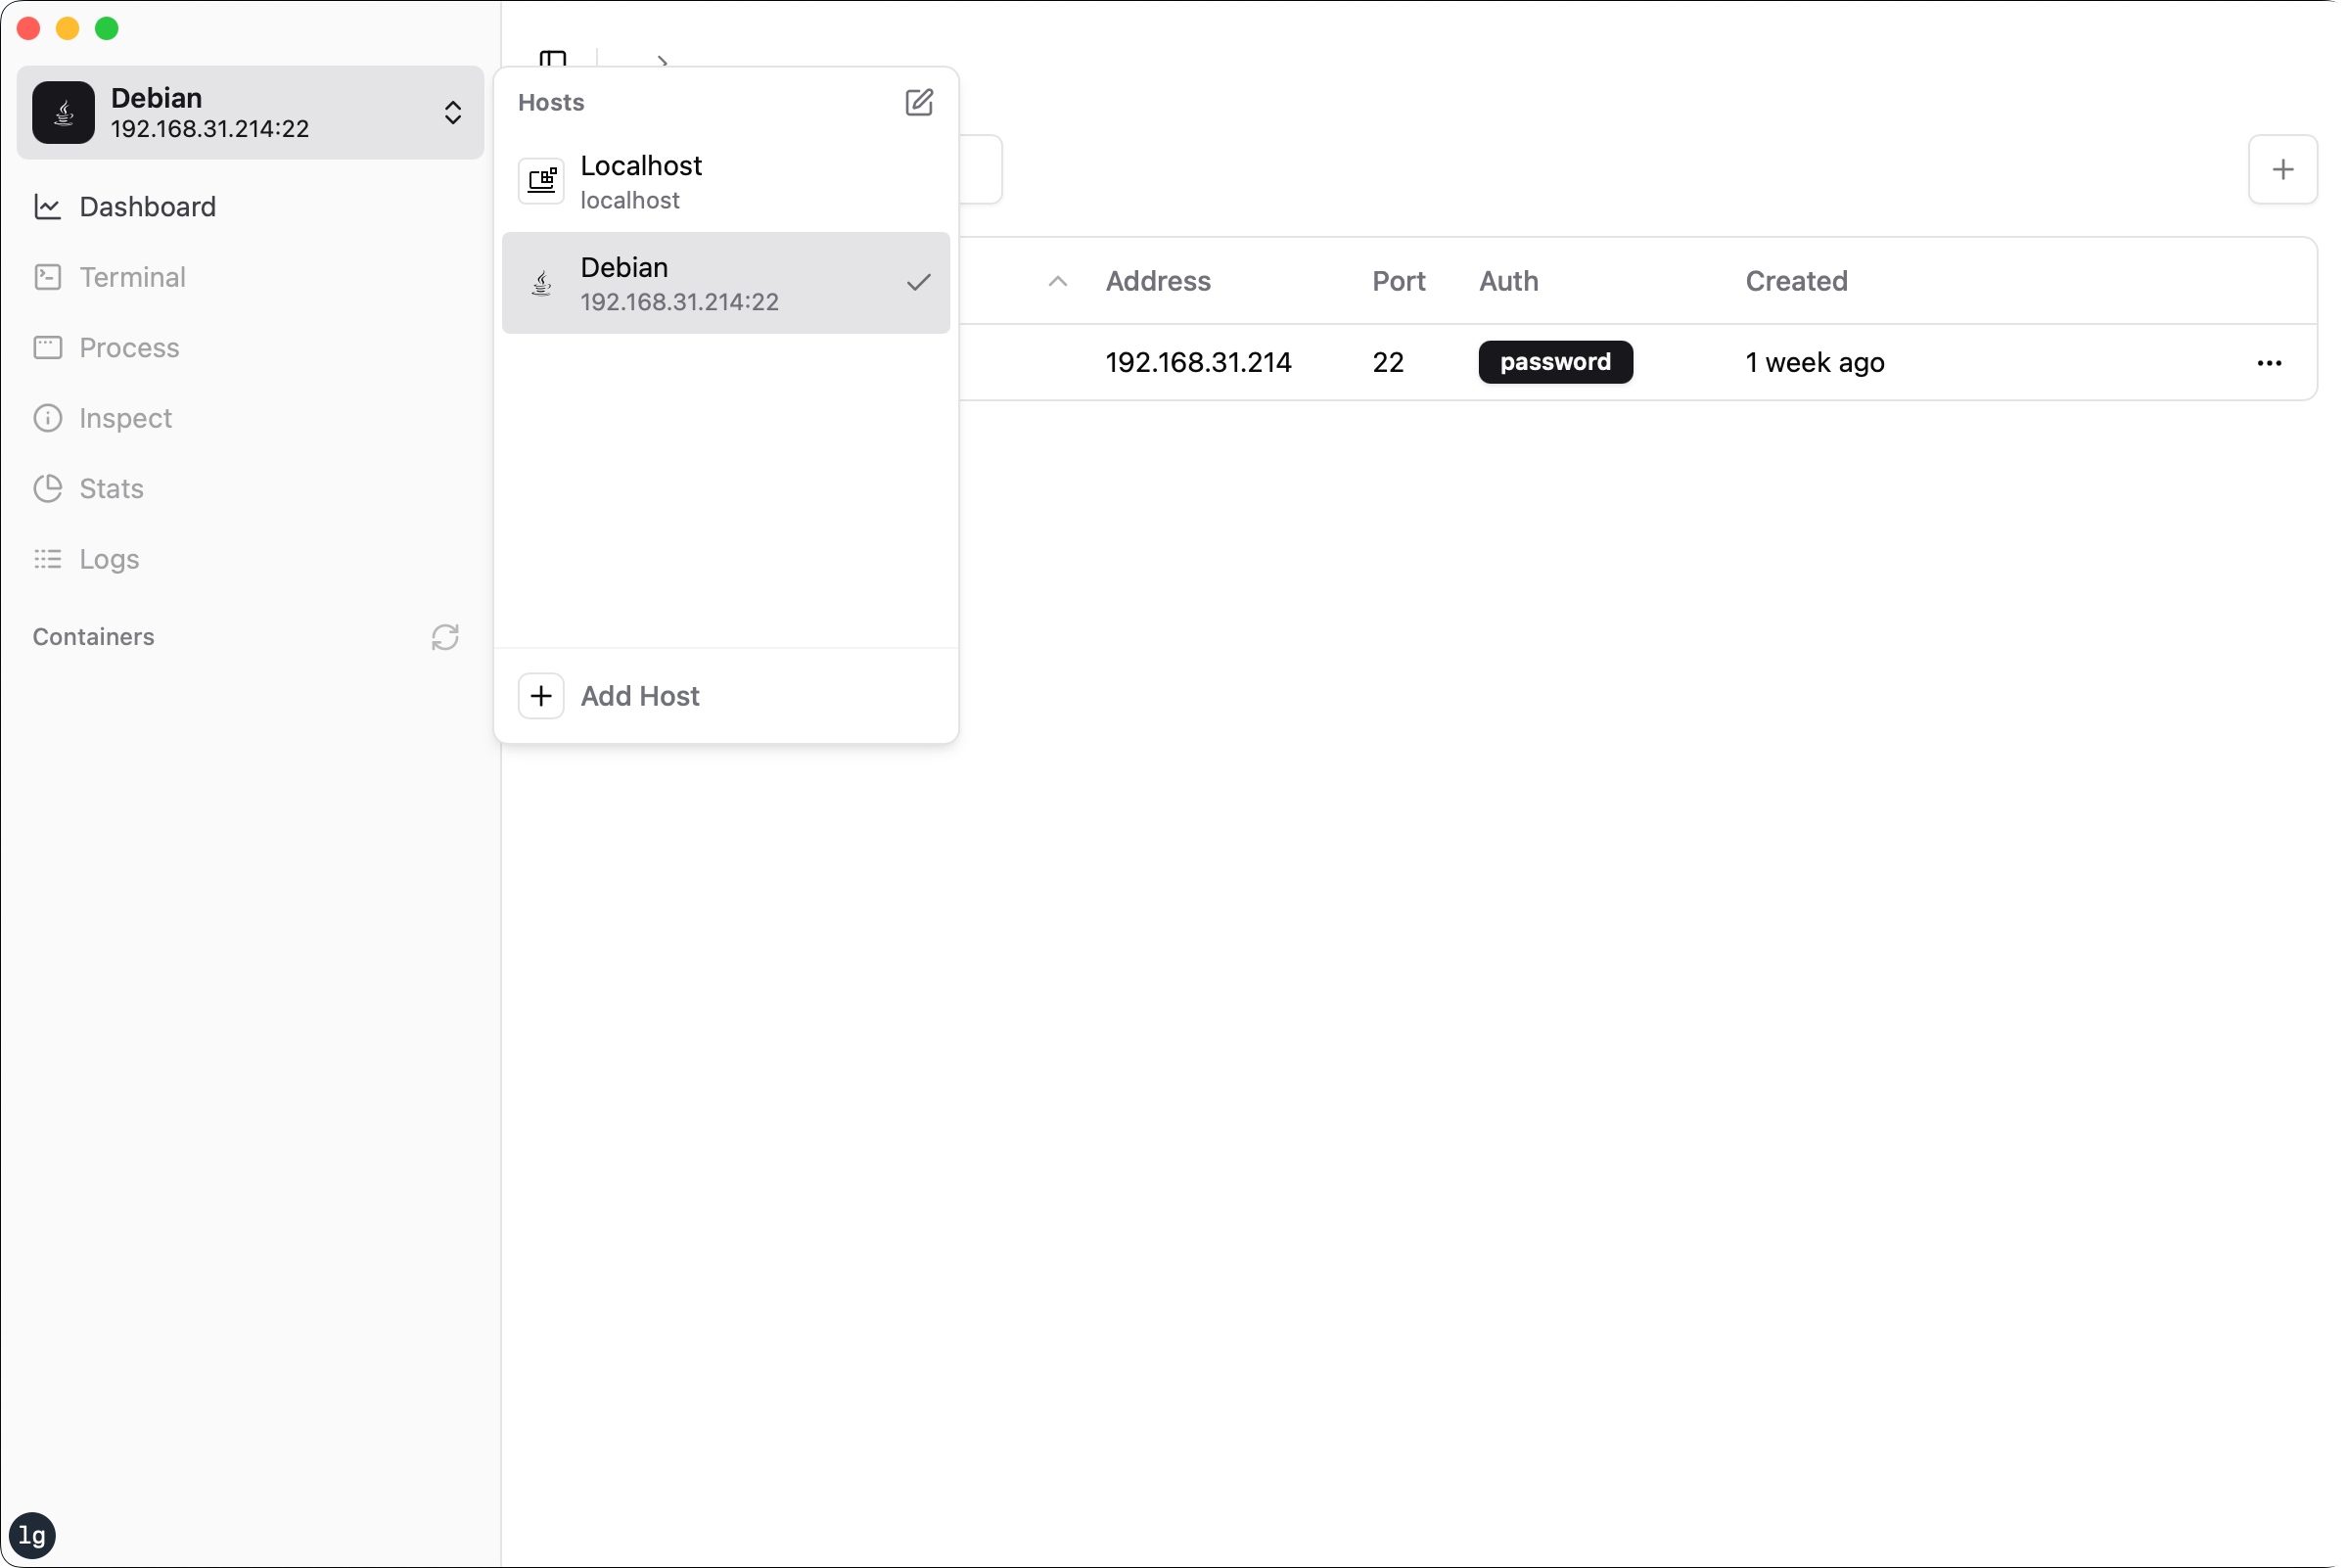 Debian
192.168.31.214:22
Dashboard
Terminal
Process
Inspect
Stats
Logs
Containers
lg
Hosts
Localhost
localhost
Debian
192.168.31.214:22
Add Host
Address Port Auth Created
192.168.31.214 22 password 1 week ago